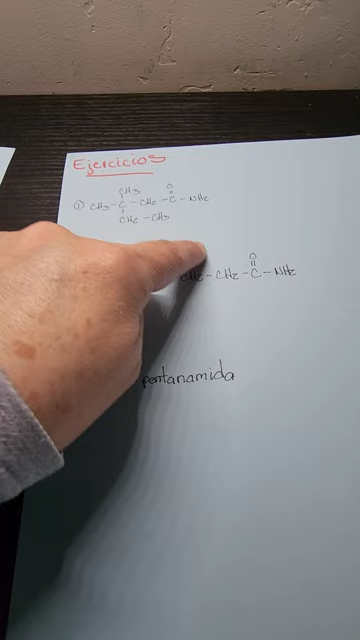 Ejercicios
CH3
O
① CH3-C-CH2-C-NH2
CH2-CH3
O
CH2-CH2-C-NH2
pentanamida